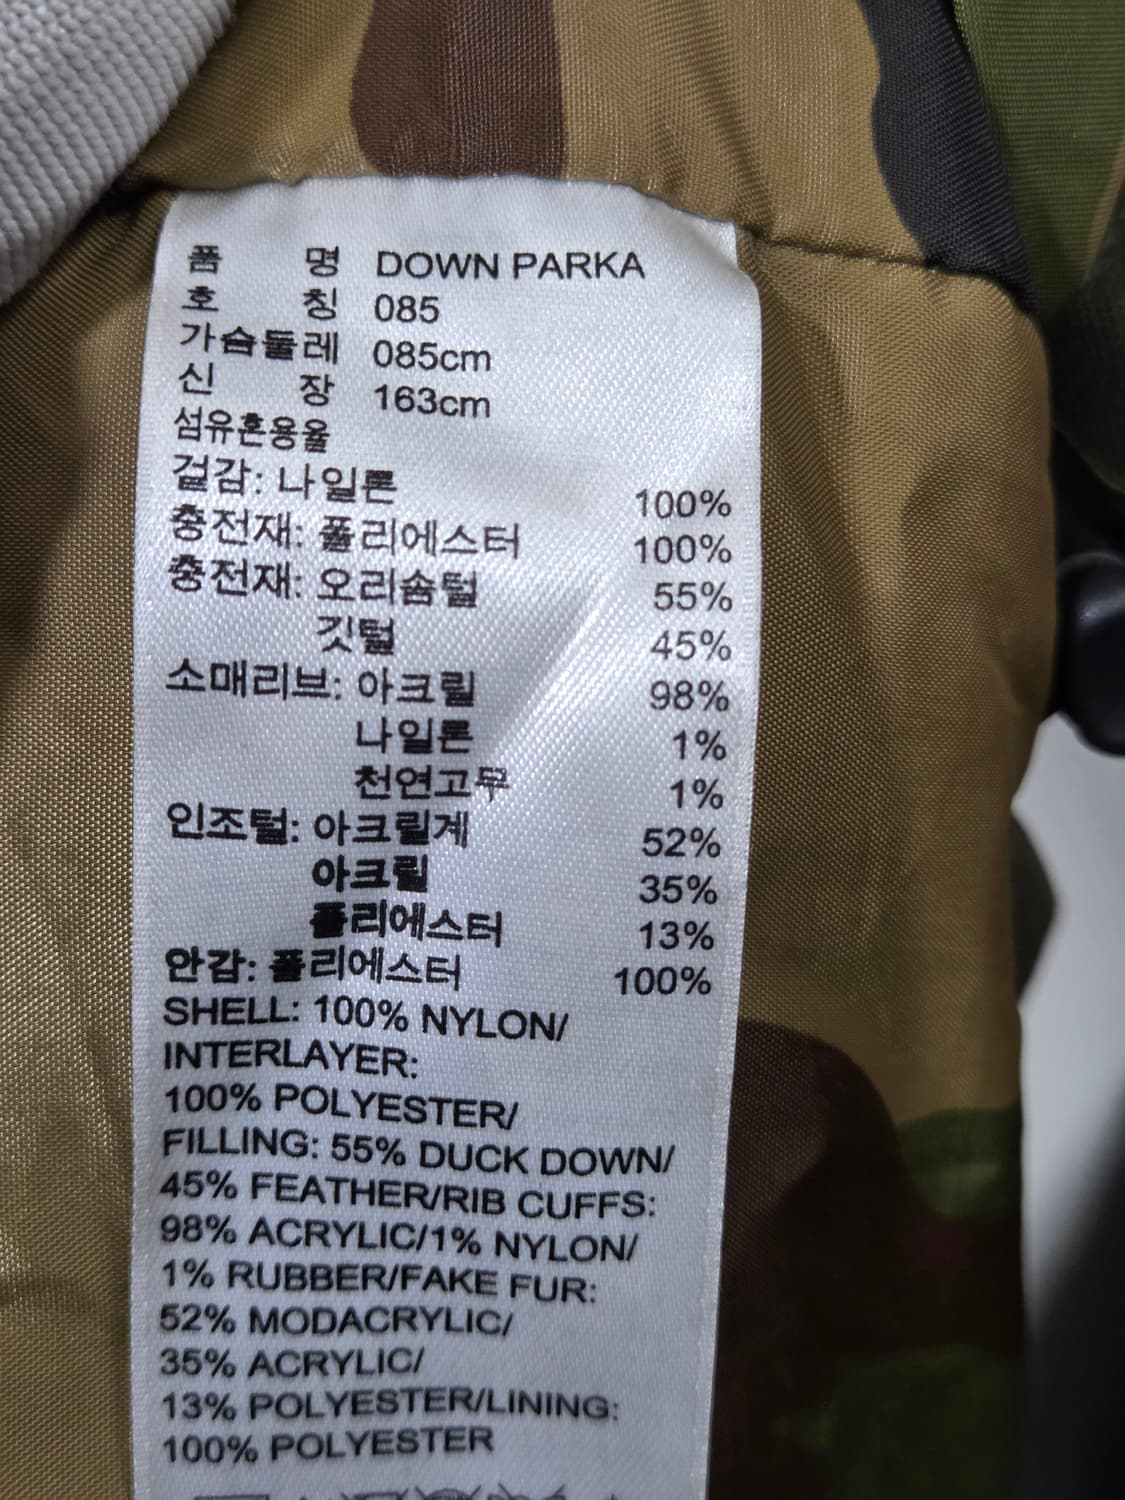 품 명 DOWN PARKA
호 칭 085
가슴둘레 085cm
신 장 163cm
섬유혼용율
겉감: 나일론 100%
충전재: 폴리에스터 100%
충전재: 오리솜털 55%
깃털 45%
소매리브: 아크릴 98%
나일론 1%
천연고무 1%
인조털: 아크릴계 52%
아크릴 35%
폴리에스터 13%
안감: 폴리에스터 100%
SHELL: 100% NYLON/
INTERLAYER:
100% POLYESTER/
FILLING: 55% DUCK DOWN/
45% FEATHER/RIB CUFFS:
98% ACRYLIC/1% NYLON/
1% RUBBER/FAKE FUR:
52% MODACRYLIC/
35% ACRYLIC/
13% POLYESTER/LINING:
100% POLYESTER